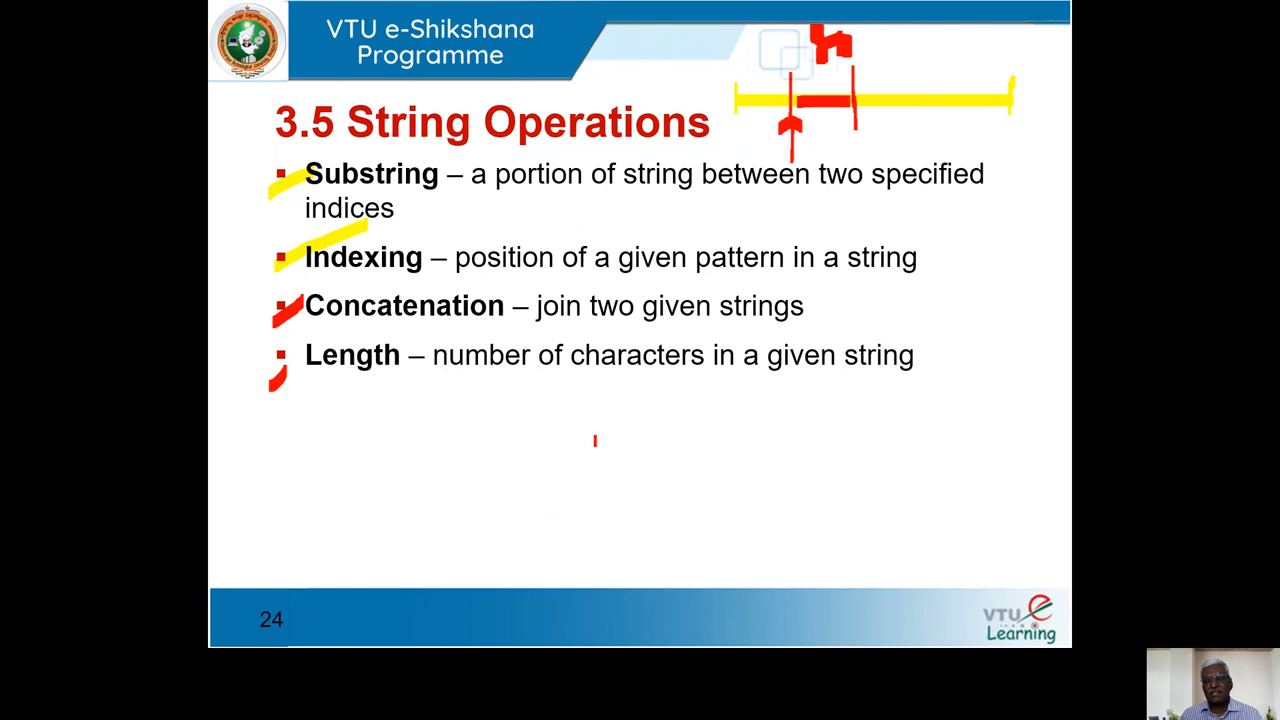 VTU e-Shikshana
Programme
n
3.5 String Operations
▪ Substring – a portion of string between two specified
indices
▪ Indexing – position of a given pattern in a string
▪ Concatenation – join two given strings
▪ Length – number of characters in a given string
24
VTU e
Learning